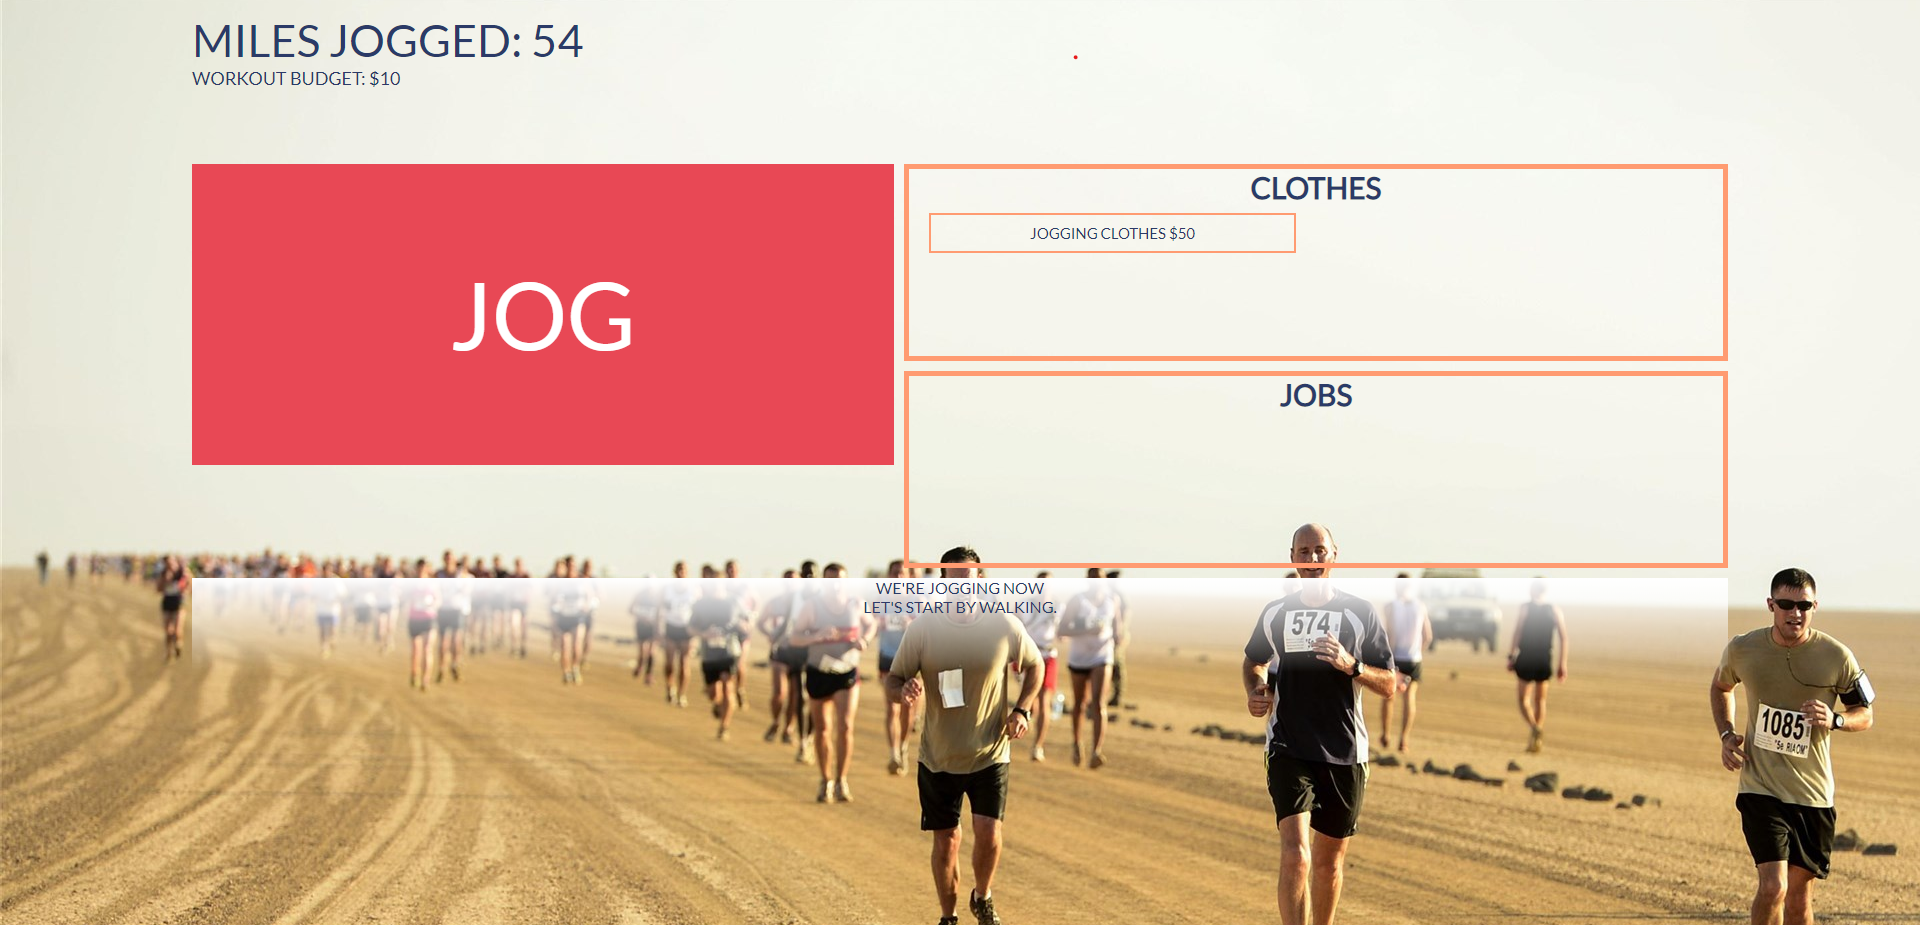 MILES JOGGED: 54
WORKOUT BUDGET: $10
JOG
CLOTHES
JOGGING CLOTHES $50
JOBS
WE'RE JOGGING NOW
LET'S START BY WALKING.
574
1085